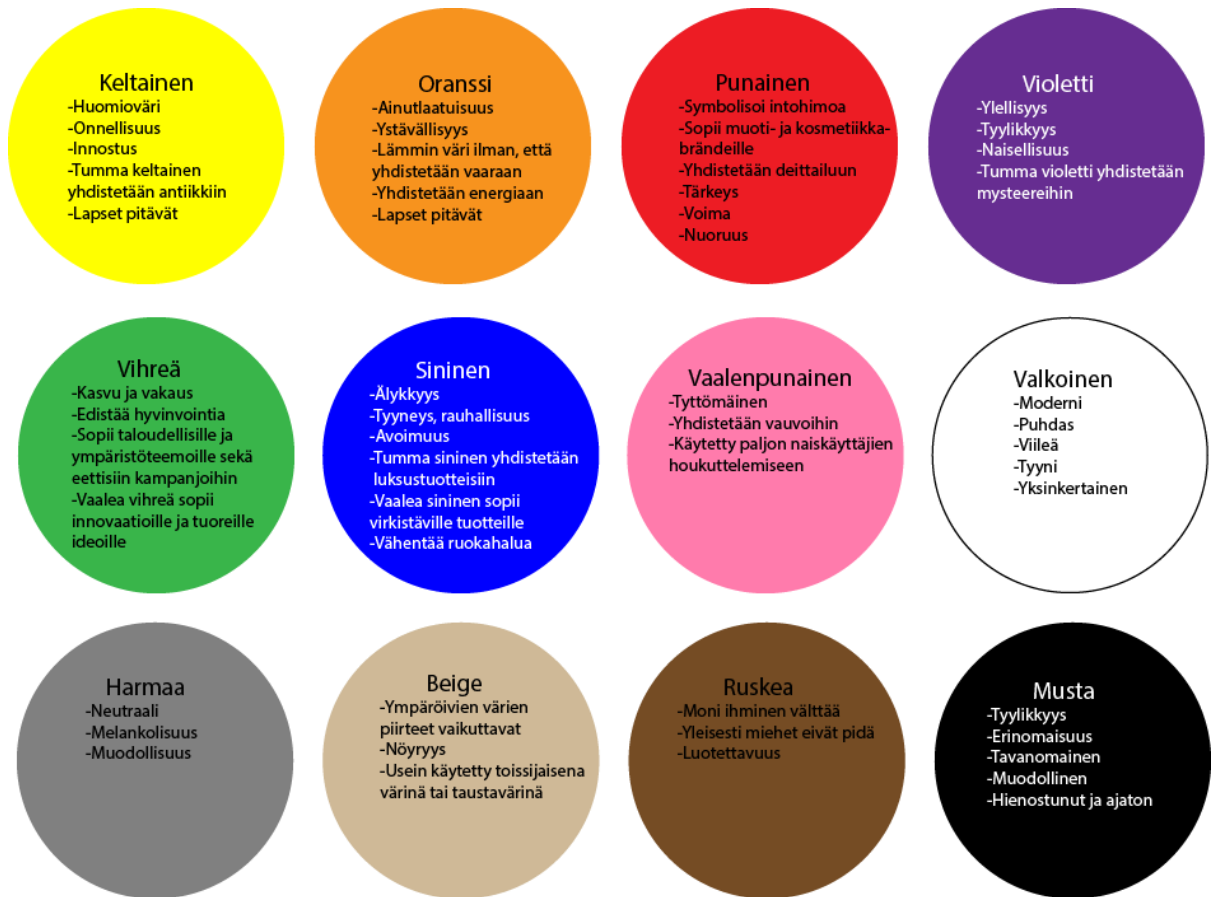 Keltainen
-Huomioväri
-Onnellisuus
-Innostus
-Tumma keltainen
yhdistetään antiikkiin
-Lapset pitävät
Oranssi
-Ainutlaatuisuus
-Ystävällisyys
-Lämmin väri ilman, että
yhdistetään vaaraan
-Yhdistetään energiaan
-Lapset pitävät
Punainen
-Symbolisoi intohimoa
-Sopii muoti- ja kosmetiikka-
brändeille
-Yhdistetään deittailuun
-Tärkeys
-Voima
-Nuoruus
Violetti
-Ylellisyys
-Tyylikkyys
-Naisellisuus
-Tumma violetti yhdistetään
mysteereihin
Vihreä
-Kasvu ja vakaus
-Edistää hyvinvointia
-Sopii taloudellisille ja
ympäristöteemoille sekä
eettisiin kampanjoihin
-Vaalea vihreä sopii
innovaatioille ja tuoreille
ideoille
Sininen
-Älykkyys
-Tyyneys, rauhallisuus
-Avoimuus
-Tumma sininen yhdistetään
luksustuotteisiin
-Vaalea sininen sopii
virkistäville tuotteille
-Vähentää ruokahalua
Vaalenpunainen
-Tyttömäinen
-Yhdistetään vauvoihin
-Käytetty paljon naiskäyttäjien
houkuttelemiseen
Valkoinen
-Moderni
-Puhdas
-Viileä
-Tyyni
-Yksinkertainen
Harmaa
-Neutraali
-Melankolisuus
-Muodollisuus
Beige
-Ympäröivien värien
piirteet vaikuttavat
-Nöyryys
-Usein käytetty toissijaisena
värinä tai taustavärinä
Ruskea
-Moni ihminen välttää
-Yleisesti miehet eivät pidä
-Luotettavuus
Musta
-Tyylikkyys
-Erinomaisuus
-Tavanomainen
-Muodollinen
-Hienostunut ja ajaton